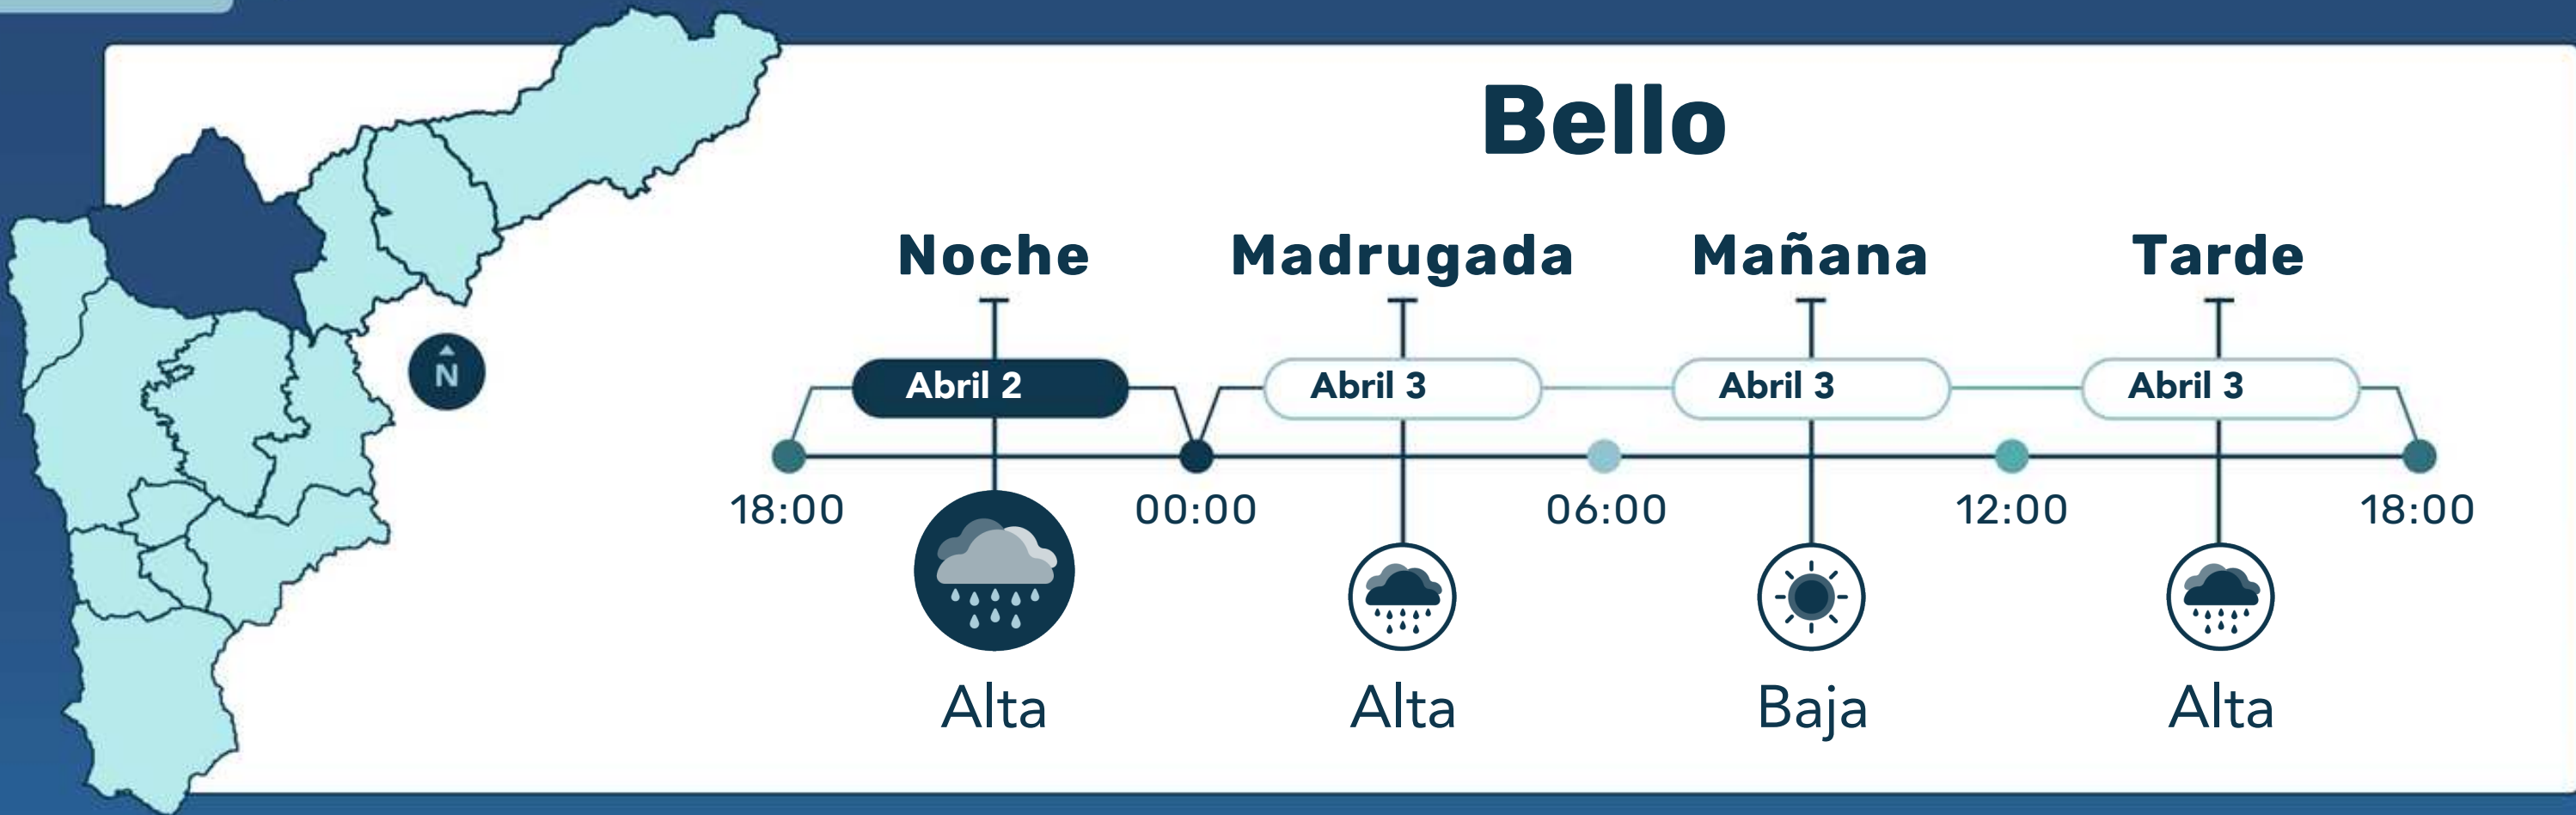 Bello
Noche Madrugada Mañana Tarde
Abril 2 Abril 3 Abril 3 Abril 3
N
18:00 00:00 06:00 12:00 18:00
Alta Alta Baja Alta